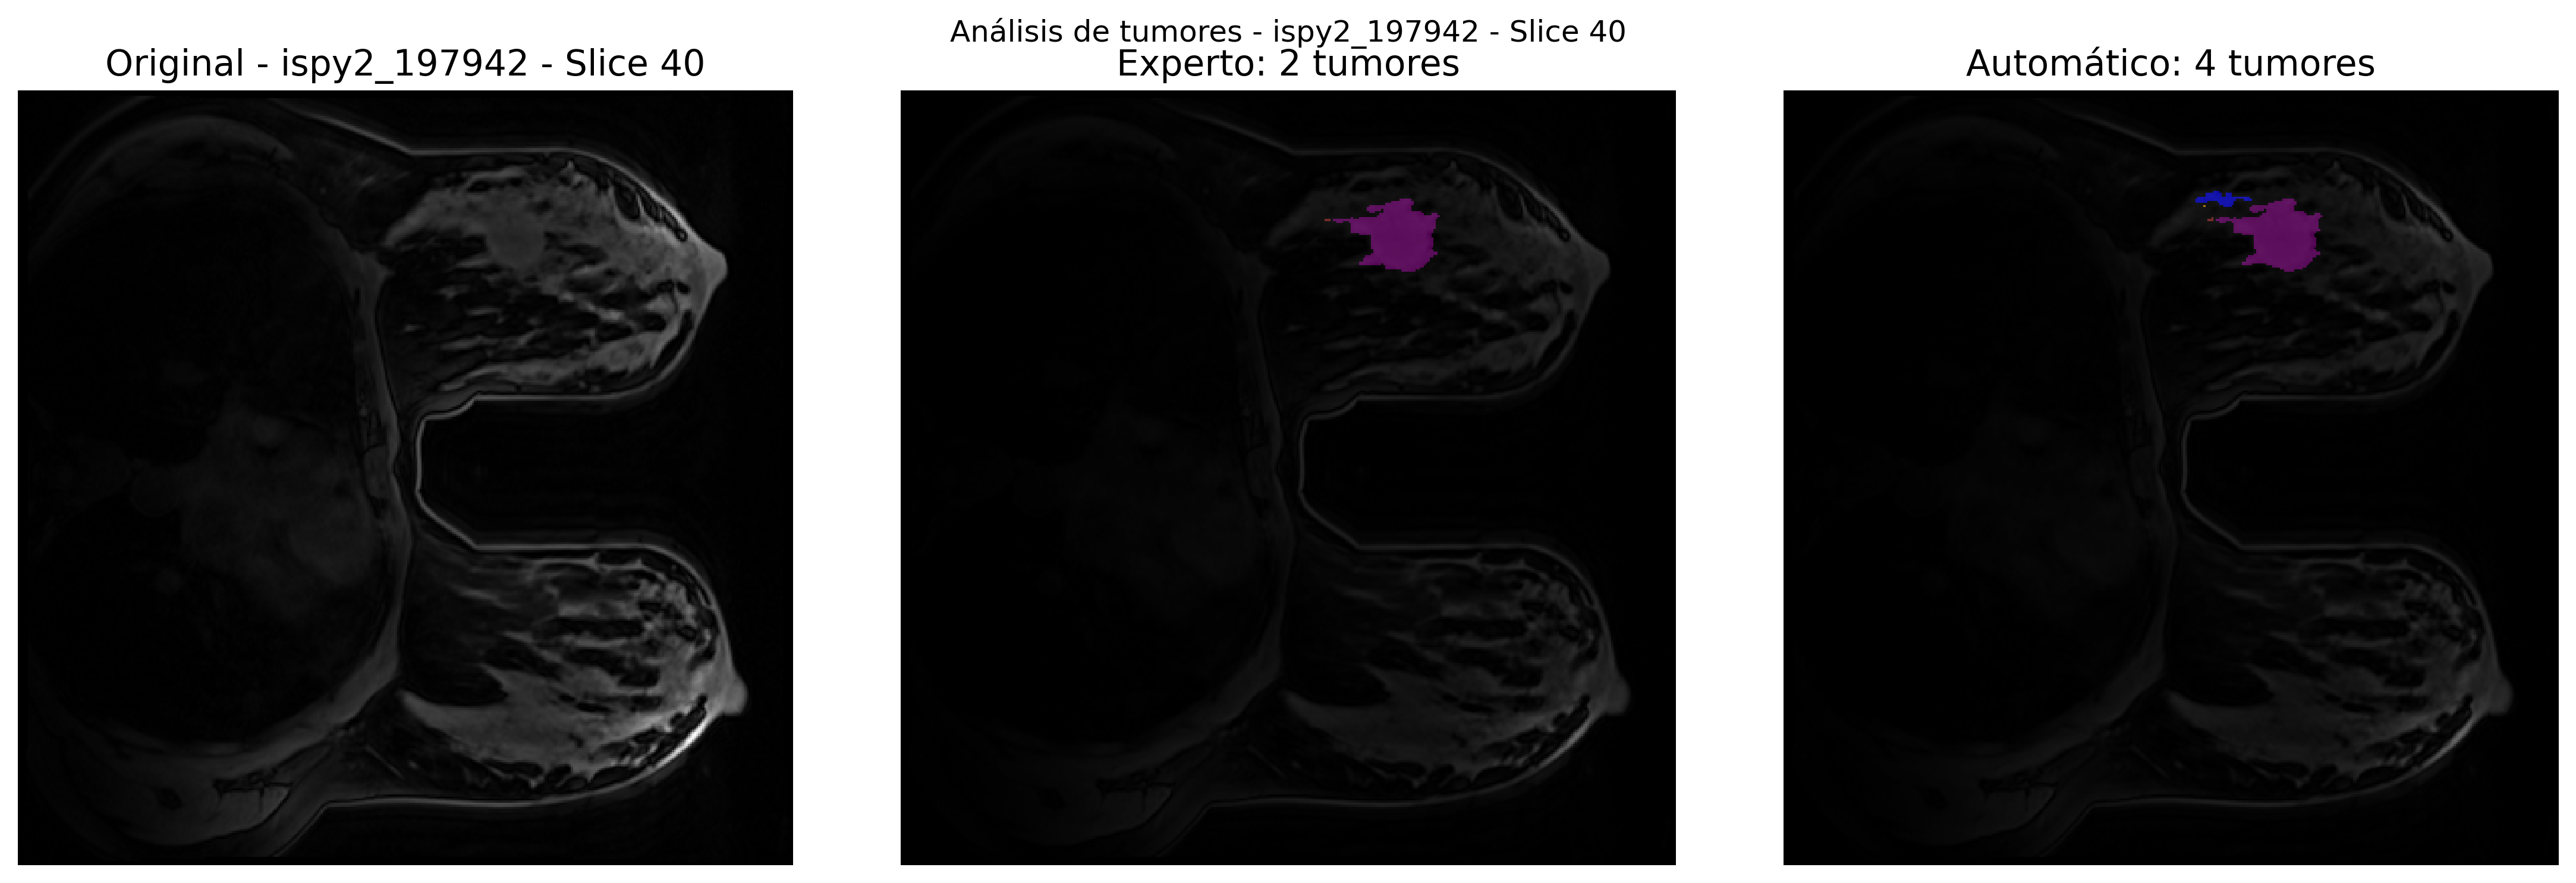 Análisis de tumores - ispy2_197942 - Slice 40
Original - ispy2_197942 - Slice 40
Experto: 2 tumores
Automático: 4 tumores